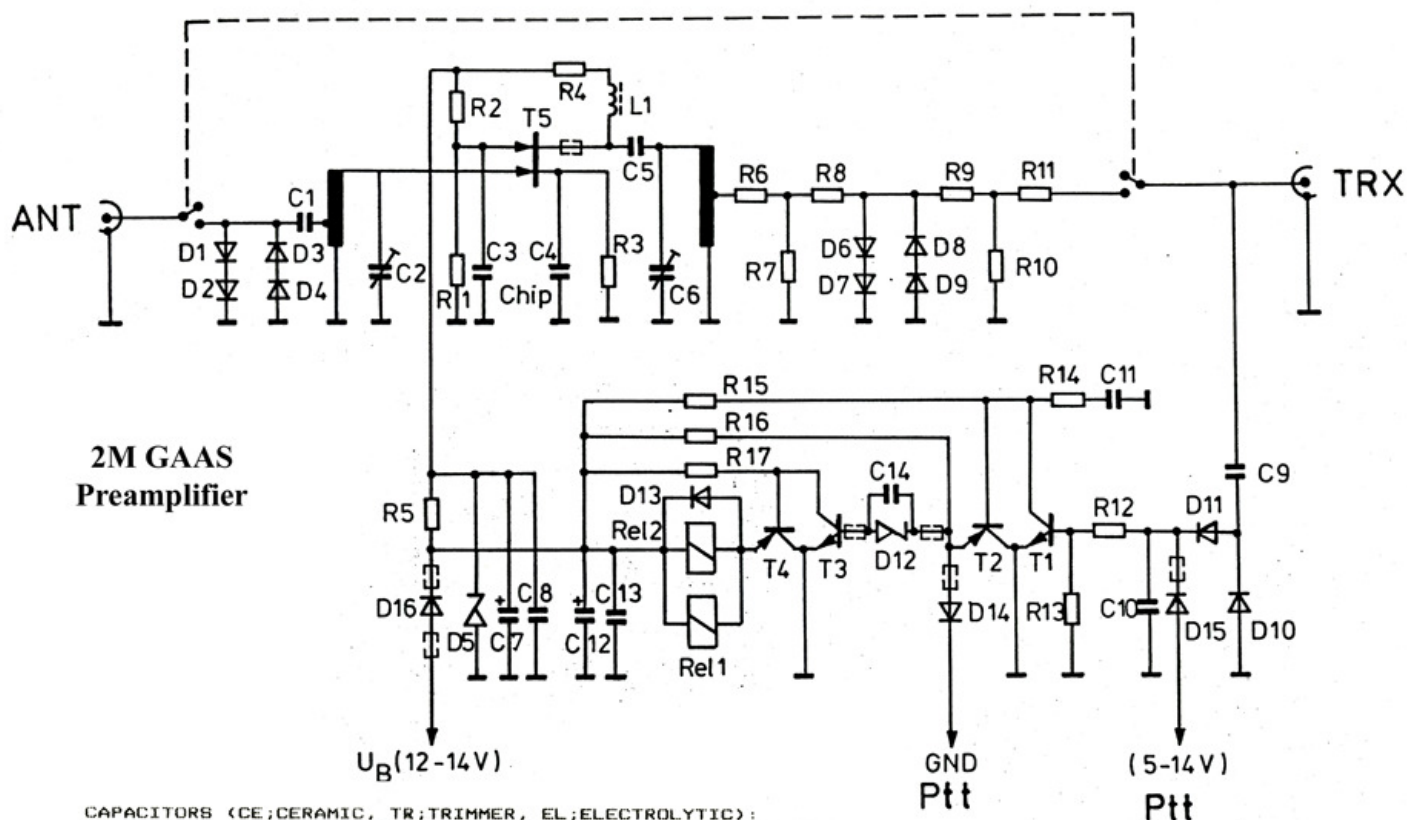 R4
L1
R2
T5
C5
R6
R8
R9
R11
TRX
ANT
C1
D1
D3
D2
D4
C2
R1
C3
C4
Chip
R3
C6
R7
D6
D8
D7
D9
R10
R15
R14
C11
R16
2M GAAS
Preamplifier
R17
C14
C9
R5
D13
Rel2
R12
D11
T4
T3
D12
T2
T1
D16
D5
C7
C8
C12
C13
D14
R13
C10
D15
D10
Rel1
UB(12-14V)
GND
Ptt
(5-14V)
Ptt
CAPACITORS (CE;CERAMIC, TR;TRIMMER, EL;ELECTROLYTIC):